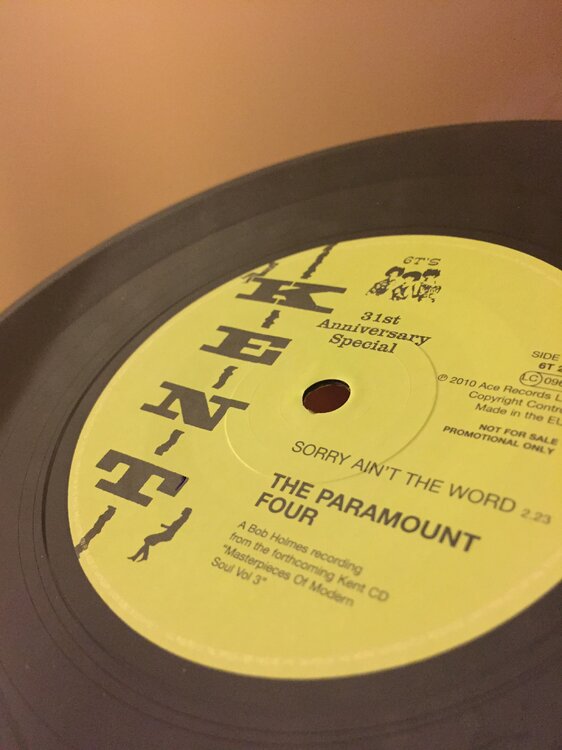 KENT
6T'S
31st
Anniversary
Special
SIDE
6T
℗ 2010 Ace Records
Copyright
Made in the
NOT FOR SALE
PROMOTIONAL ONLY
SORRY AIN'T THE WORD 2.23
THE PARAMOUNT
FOUR
A Bob Holmes recording
from the forthcoming Kent CD
"Masterpieces Of Modern
Soul Vol 3"